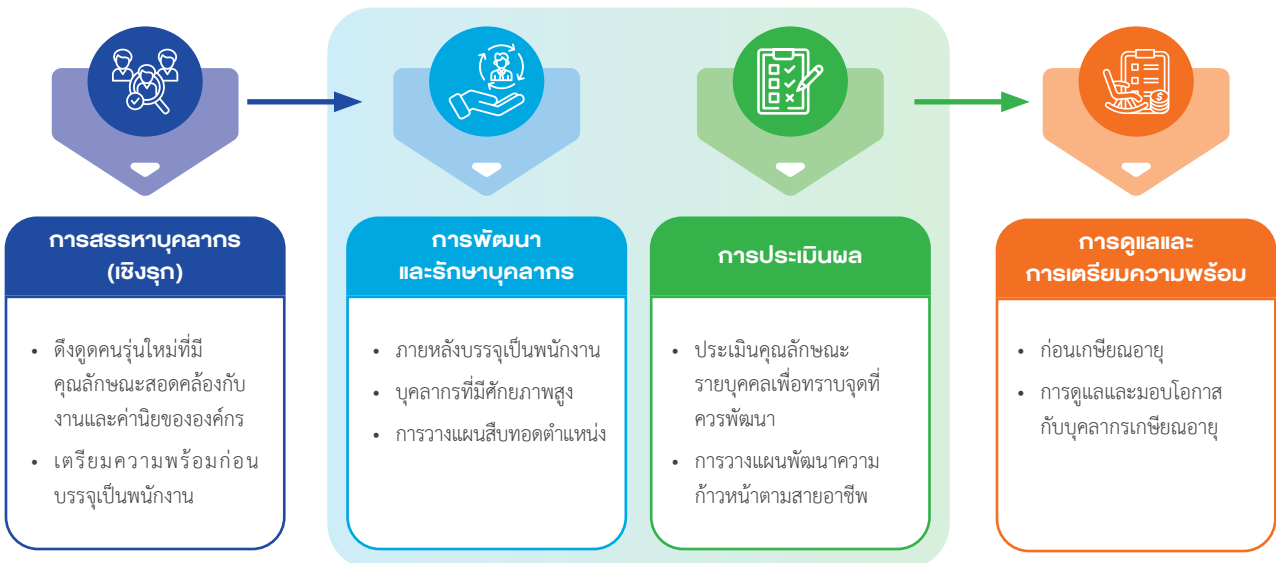 การสรรหาบุคลากร
(เชิงรุก)
• ดึงดูดคนรุ่นใหม่ที่มี
คุณลักษณะสอดคล้องกับ
งานและค่านิยขององค์กร
• เตรียมความพร้อมก่อน
บรรจุเป็นพนักงาน
การพัฒนา
และรักษาบุคลากร
• ภายหลังบรรจุเป็นพนักงาน
• บุคลากรที่มีศักยภาพสูง
• การวางแผนสืบทอดตำแหน่ง
การประเมินผล
• ประเมินคุณลักษณะ
รายบุคคลเพื่อทราบจุดที่
ควรพัฒนา
• การวางแผนพัฒนาความ
ก้าวหน้าตามสายอาชีพ
การดูแลและ
การเตรียมความพร้อม
• ก่อนเกษียณอายุ
• การดูแลและมอบโอกาส
กับบุคลากรเกษียณอายุ